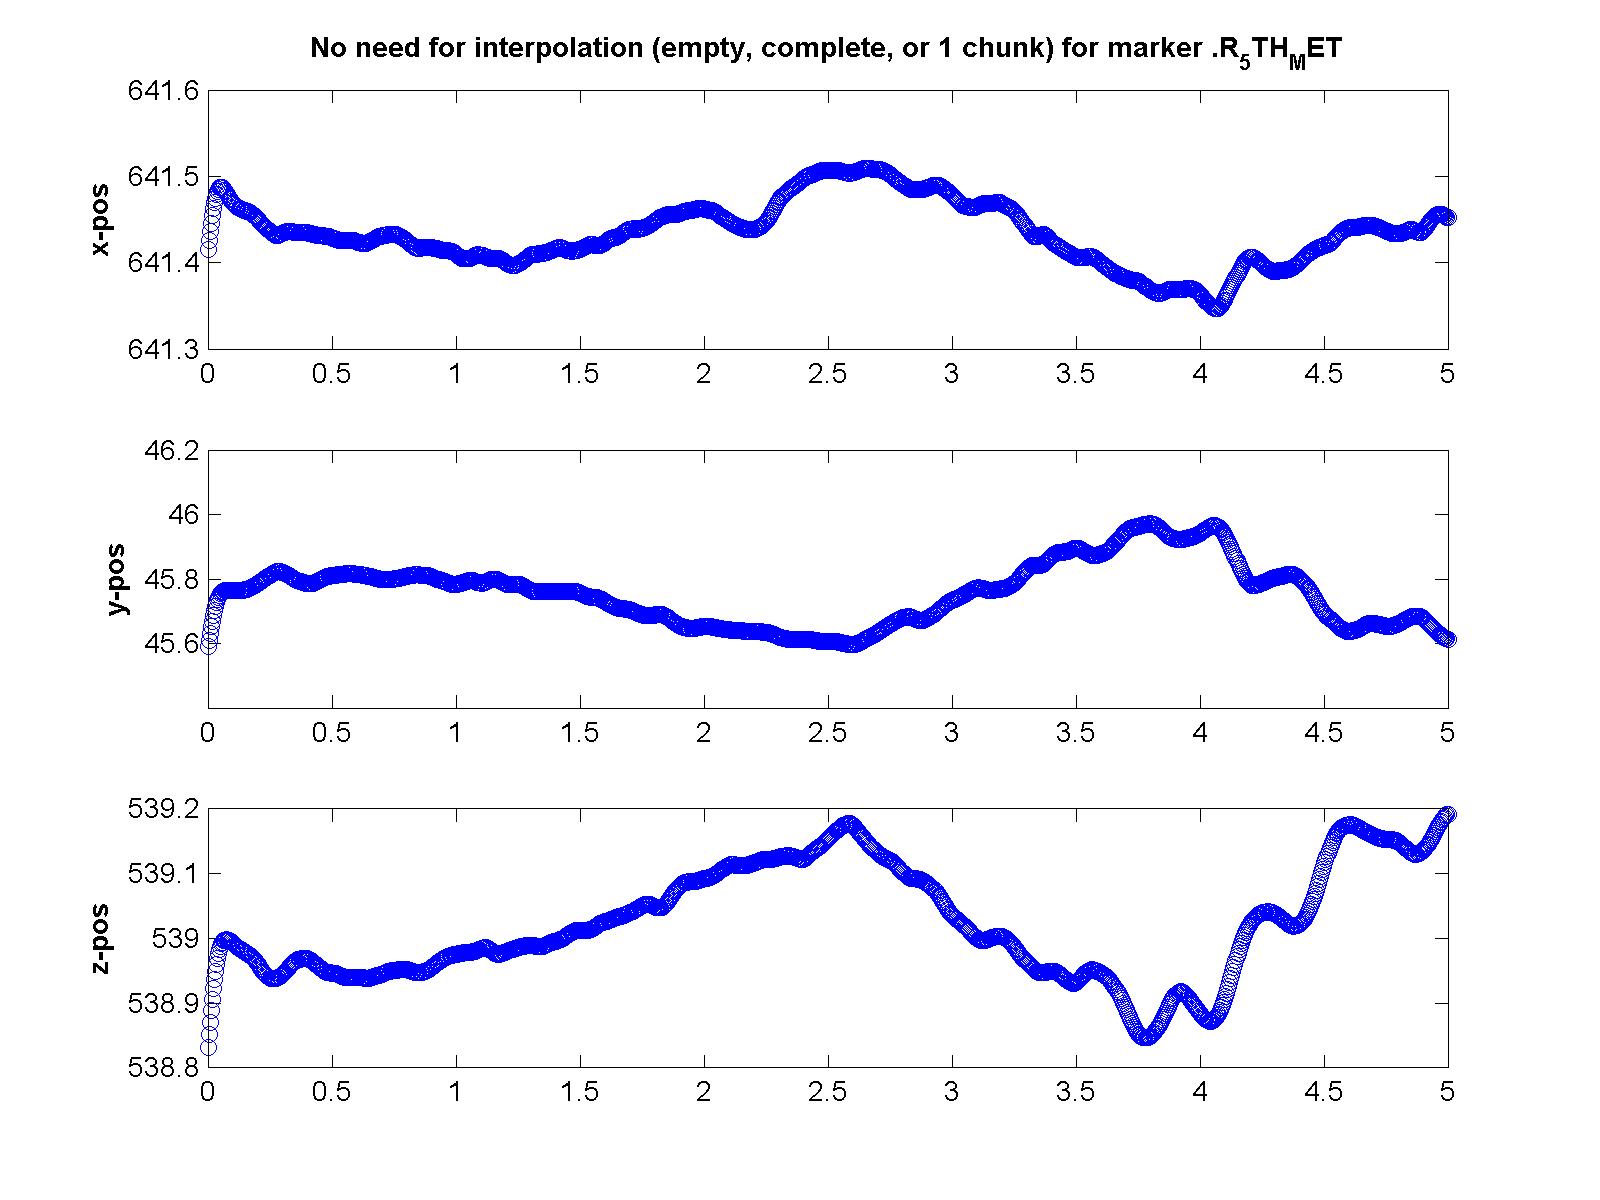 No need for interpolation (empty, complete, or 1 chunk) for marker .R5THMET
641.6
641.5
641.4
641.3
x-pos
0 0.5 1 1.5 2 2.5 3 3.5 4 4.5 5
46.2
46
45.8
45.6
y-pos
0 0.5 1 1.5 2 2.5 3 3.5 4 4.5 5
539.2
539.1
539
538.9
538.8
z-pos
0 0.5 1 1.5 2 2.5 3 3.5 4 4.5 5